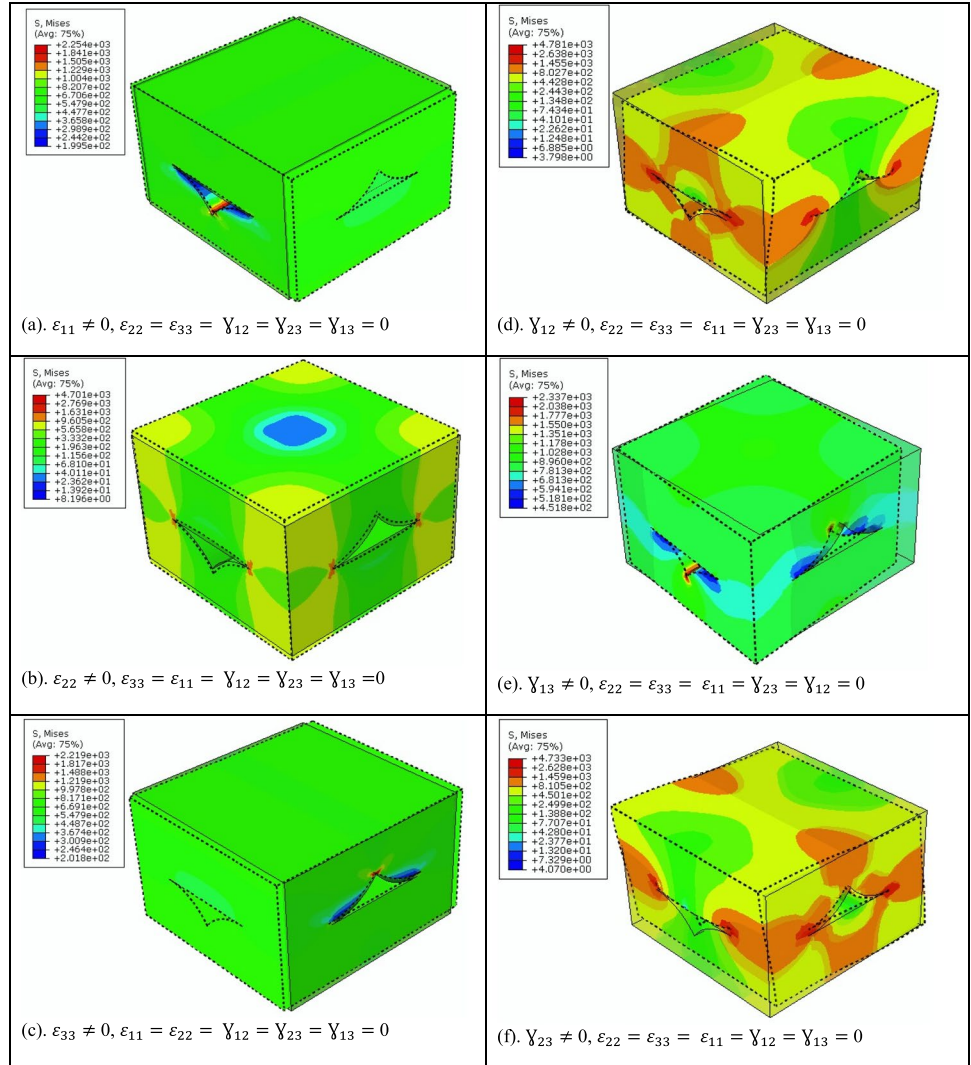 S, Mises
(Avg: 75%)
+2.254e+03
+1.841e+03
+1.505e+03
+1.229e+03
+1.004e+03
+8.207e+02
+6.706e+02
+5.479e+02
+4.477e+02
+3.658e+02
+2.989e+02
+2.442e+02
+1.995e+02
(a). 𝜀₁₁ ≠ 0, 𝜀₂₂ = 𝜀₃₃ = Ɣ₁₂ = Ɣ₂₃ = Ɣ₁₃ = 0
S, Mises
(Avg: 75%)
+4.781e+03
+2.638e+03
+1.455e+03
+8.027e+02
+4.428e+02
+2.443e+02
+1.348e+02
+7.434e+01
+4.101e+01
+2.262e+01
+6.885e+00
+3.798e+00
(d). Ɣ₁₂ ≠ 0, 𝜀₂₂ = 𝜀₃₃ = 𝜀₁₁ = Ɣ₂₃ = Ɣ₁₃ = 0
S, Mises
(Avg: 75%)
+4.701e+03
+2.769e+03
+1.631e+03
+9.605e+02
+5.658e+02
+3.332e+02
+1.963e+02
+1.156e+02
+6.810e+01
+4.011e+01
+2.362e+01
+1.392e+01
+8.196e+00
(b). 𝜀₂₂ ≠ 0, 𝜀₃₃ = 𝜀₁₁ = Ɣ₁₂ = Ɣ₂₃ = Ɣ₁₃ =0
S, Mises
(Avg: 75%)
+2.337e+03
+2.038e+03
+1.777e+03
+1.550e+03
+1.351e+03
+1.178e+03
+1.028e+03
+8.960e+02
+7.813e+02
+6.813e+02
+5.941e+02
+5.181e+02
+4.518e+02
(e). Ɣ₁₃ ≠ 0, 𝜀₂₂ = 𝜀₃₃ = 𝜀₁₁ = Ɣ₂₃ = Ɣ₁₂ = 0
S, Mises
(Avg: 75%)
+2.219e+03
+1.817e+03
+1.488e+03
+1.219e+03
+9.978e+02
+8.171e+02
+6.691e+02
+5.479e+02
+4.487e+02
+3.674e+02
+3.009e+02
+2.464e+02
+2.018e+02
(c). 𝜀₃₃ ≠ 0, 𝜀₁₁ = 𝜀₂₂ = Ɣ₁₂ = Ɣ₂₃ = Ɣ₁₃ = 0
S, Mises
(Avg: 75%)
+4.733e+03
+2.628e+03
+1.459e+03
+8.105e+02
+4.501e+02
+2.499e+02
+1.388e+02
+7.707e+01
+4.280e+01
+2.377e+01
+1.320e+01
+7.329e+00
+4.070e+00
(f). Ɣ₂₃ ≠ 0, 𝜀₂₂ = 𝜀₃₃ = 𝜀₁₁ = Ɣ₁₂ = Ɣ₁₃ = 0